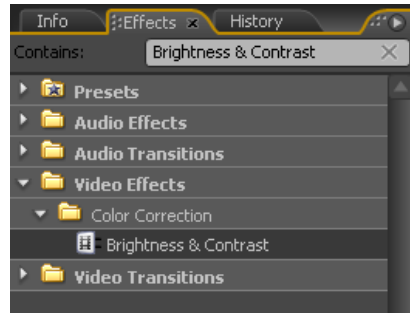 Info Effects x History
Contains: Brightness & Contrast
Presets
Audio Effects
Audio Transitions
Video Effects
Color Correction
Brightness & Contrast
Video Transitions